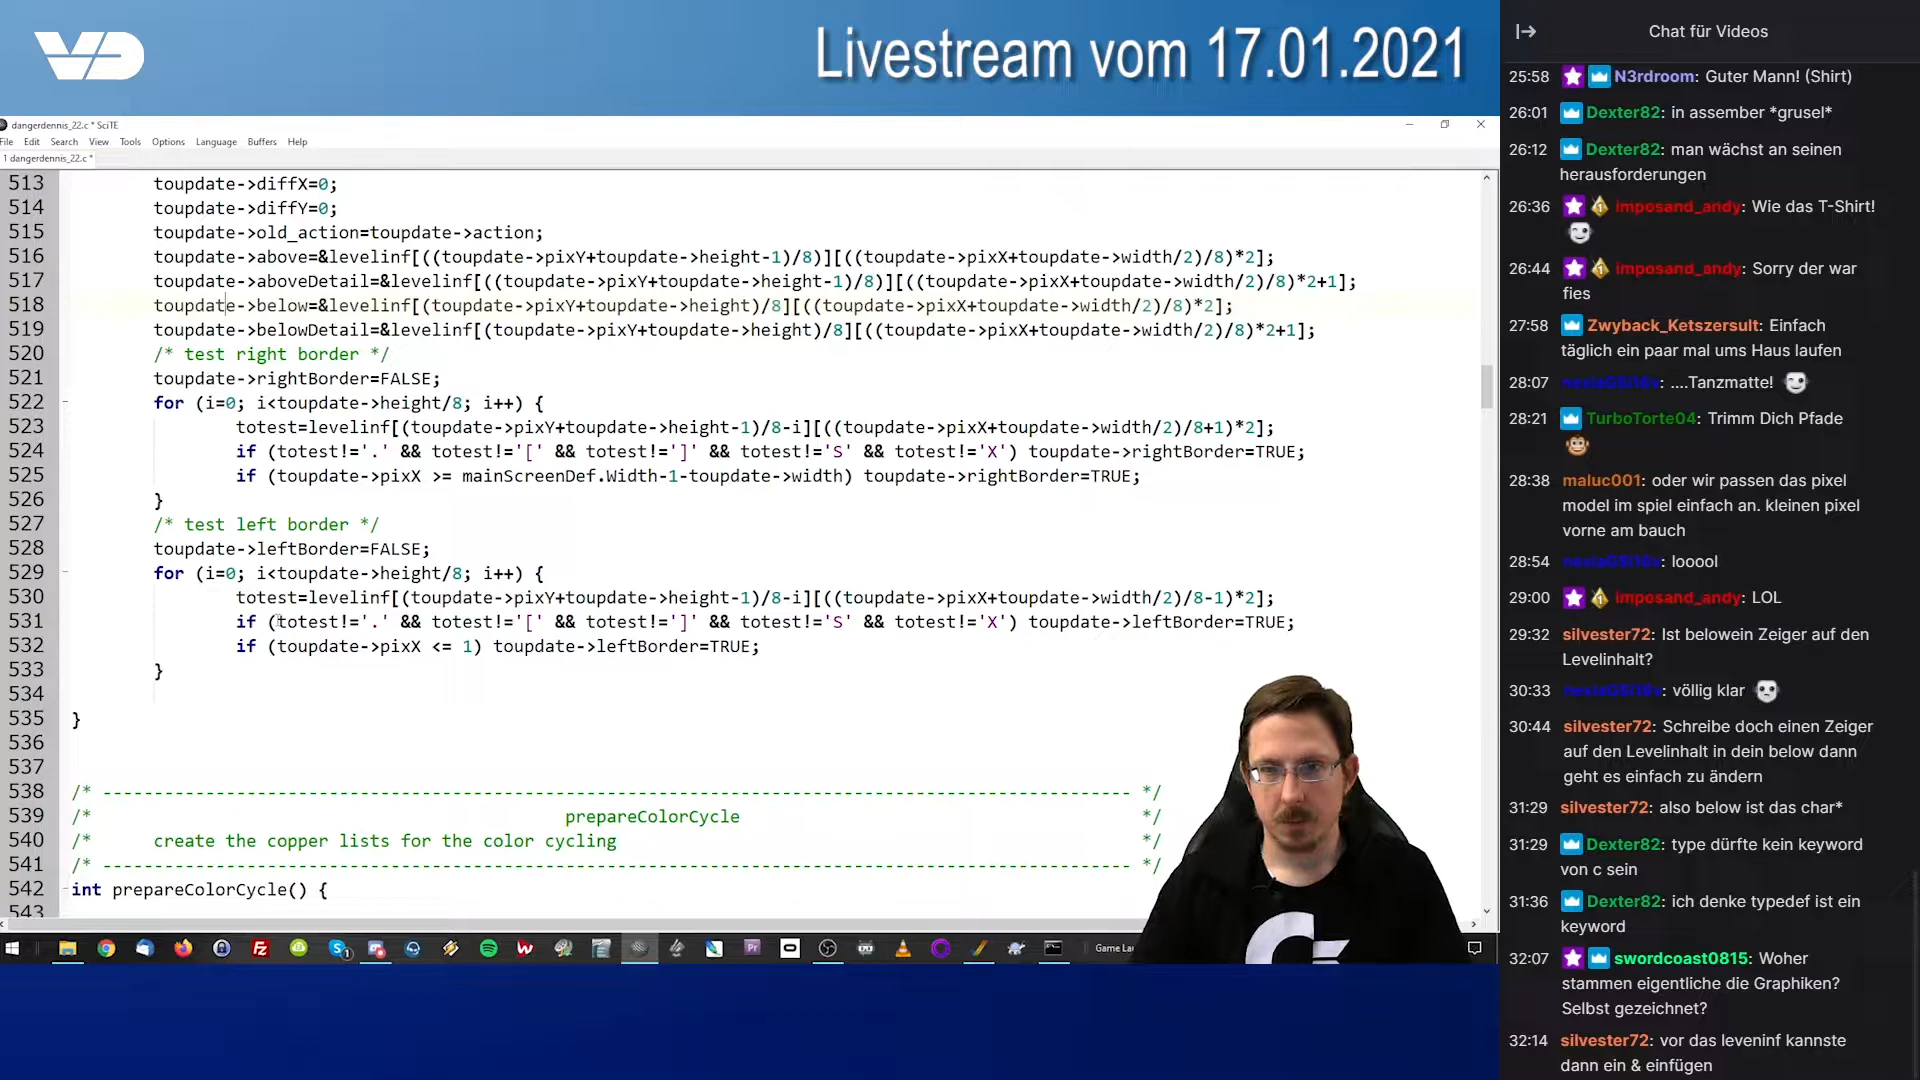 VD
Livestream vom 17.01.2021
dangerdennis_22.c * SciTE
File Edit Search View Tools Options Language Buffers Help
1 dangerdennis_22.c *
513 toupdate->diffX=0;
514 toupdate->diffY=0;
515 toupdate->old_action=toupdate->action;
516 toupdate->above=&levelinf[((toupdate->pixY+toupdate->height-1)/8)][((toupdate->pixX+toupdate->width/2)/8)*2];
517 toupdate->aboveDetail=&levelinf[((toupdate->pixY+toupdate->height-1)/8)][((toupdate->pixX+toupdate->width/2)/8)*2+1];
518 toupdate->below=&levelinf[(toupdate->pixY+toupdate->height)/8][((toupdate->pixX+toupdate->width/2)/8)*2];
519 toupdate->belowDetail=&levelinf[(toupdate->pixY+toupdate->height)/8][((toupdate->pixX+toupdate->width/2)/8)*2+1];
520 /* test right border */
521 toupdate->rightBorder=FALSE;
522 for (i=0; i<toupdate->height/8; i++) {
523 totest=levelinf[(toupdate->pixY+toupdate->height-1)/8-i][((toupdate->pixX+toupdate->width/2)/8+1)*2];
524 if (totest!='.' && totest!='[' && totest!=']' && totest!='S' && totest!='X') toupdate->rightBorder=TRUE;
525 if (toupdate->pixX >= mainScreenDef.Width-1-toupdate->width) toupdate->rightBorder=TRUE;
526 }
527 /* test left border */
528 toupdate->leftBorder=FALSE;
529 for (i=0; i<toupdate->height/8; i++) {
530 totest=levelinf[(toupdate->pixY+toupdate->height-1)/8-i][((toupdate->pixX+toupdate->width/2)/8-1)*2];
531 if (totest!='.' && totest!='[' && totest!=']' && totest!='S' && totest!='X') toupdate->leftBorder=TRUE;
532 if (toupdate->pixX <= 1) toupdate->leftBorder=TRUE;
533 }
534
535 }
536
537
538 /* ---------------------------------------------------------------------------------------------------- */
539 /* prepareColorCycle */
540 /* create the copper lists for the color cycling */
541 /* ---------------------------------------------------------------------------------------------------- */
542 int prepareColorCycle() {
543
Game La
Chat für Videos
25:58 N3rdroom: Guter Mann! (Shirt)
26:01 Dexter82: in assember *grusel*
26:12 Dexter82: man wächst an seinen
herausforderungen
26:36 imposand_andy: Wie das T-Shirt!
26:44 imposand_andy: Sorry der war
fies
27:58 Zwyback_Ketszersult: Einfach
täglich ein paar mal ums Haus laufen
28:07 : ....Tanzmatte!
28:21 TurboTorte04: Trimm Dich Pfade
28:38 maluc001: oder wir passen das pixel
model im spiel einfach an. kleinen pixel
vorne am bauch
28:54 : looool
29:00 imposand_andy: LOL
29:32 silvester72: Ist belowein Zeiger auf den
Levelinhalt?
30:33 : völlig klar
30:44 silvester72: Schreibe doch einen Zeiger
auf den Levelinhalt in dein below dann
geht es einfach zu ändern
31:29 silvester72: also below ist das char*
31:29 Dexter82: type dürfte kein keyword
von c sein
31:36 Dexter82: ich denke typedef ist ein
keyword
32:07 swordcoast0815: Woher
stammen eigentliche die Graphiken?
Selbst gezeichnet?
32:14 silvester72: vor das leveninf kannste
dann ein & einfügen